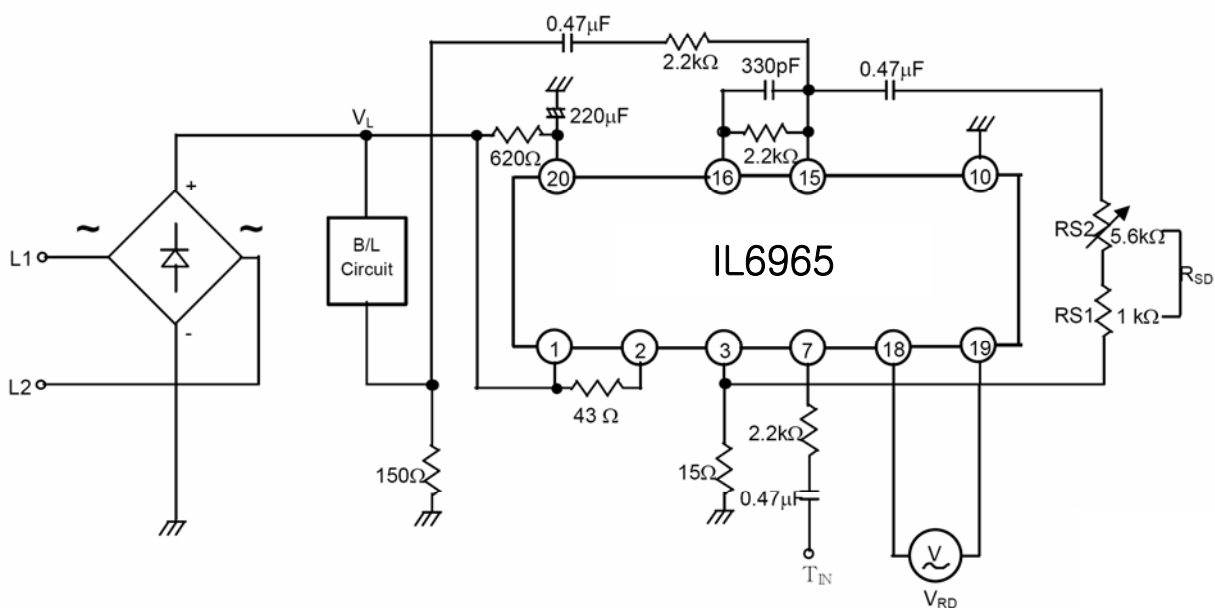 0.47µF
2.2kΩ
330pF
0.47µF
V_L
220µF
620Ω
2.2kΩ
20
16
15
10
+
~
~
L1
B/L
Circuit
IL6965
RS2
5.6kΩ
R_SD
RS1
1 kΩ
-
1
2
3
7
18
19
L2
43 Ω
2.2kΩ
150Ω
15Ω
0.47µF
T_IN
V
~
V_RD